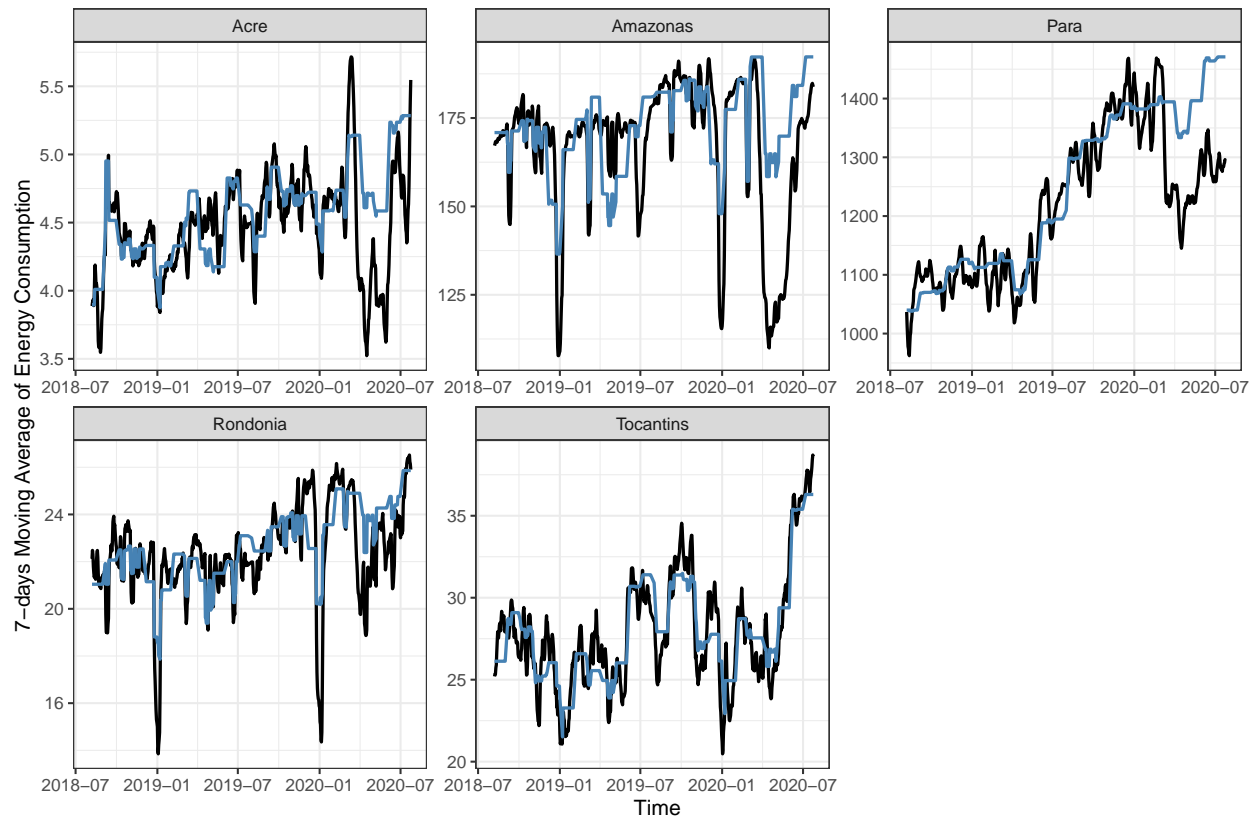 Acre
Amazonas
Para
5.5
5.0
4.5
4.0
3.5
175
150
125
1400
1300
1200
1100
1000
2018−07 2019−01 2019−07 2020−01 2020−07
2018−07 2019−01 2019−07 2020−01 2020−07
2018−07 2019−01 2019−07 2020−01 2020−07
7−days Moving Average of Energy Consumption
Rondonia
Tocantins
24
20
16
35
30
25
20
2018−07 2019−01 2019−07 2020−01 2020−07
2018−07 2019−01 2019−07 2020−01 2020−07
Time